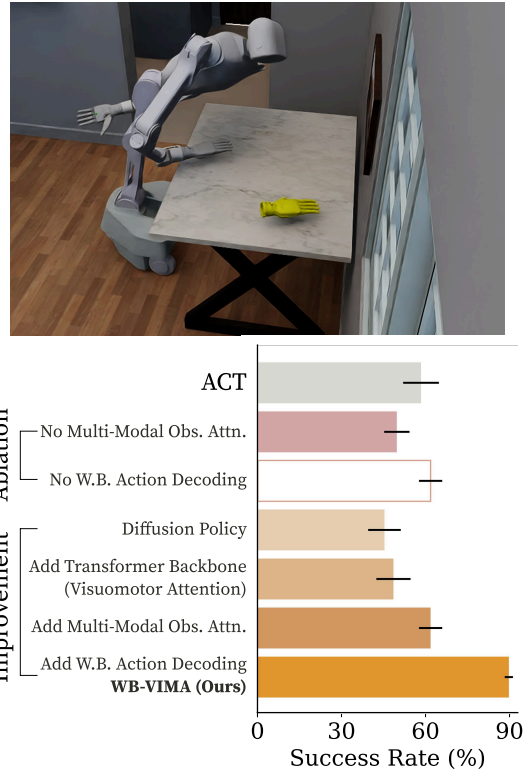 ACT
Ablation
No Multi-Modal Obs. Attn.
No W.B. Action Decoding
Improvement
Diffusion Policy
Add Transformer Backbone
(Visuomotor Attention)
Add Multi-Modal Obs. Attn.
Add W.B. Action Decoding
WB-VIMA (Ours)
0 30 60 90
Success Rate (%)